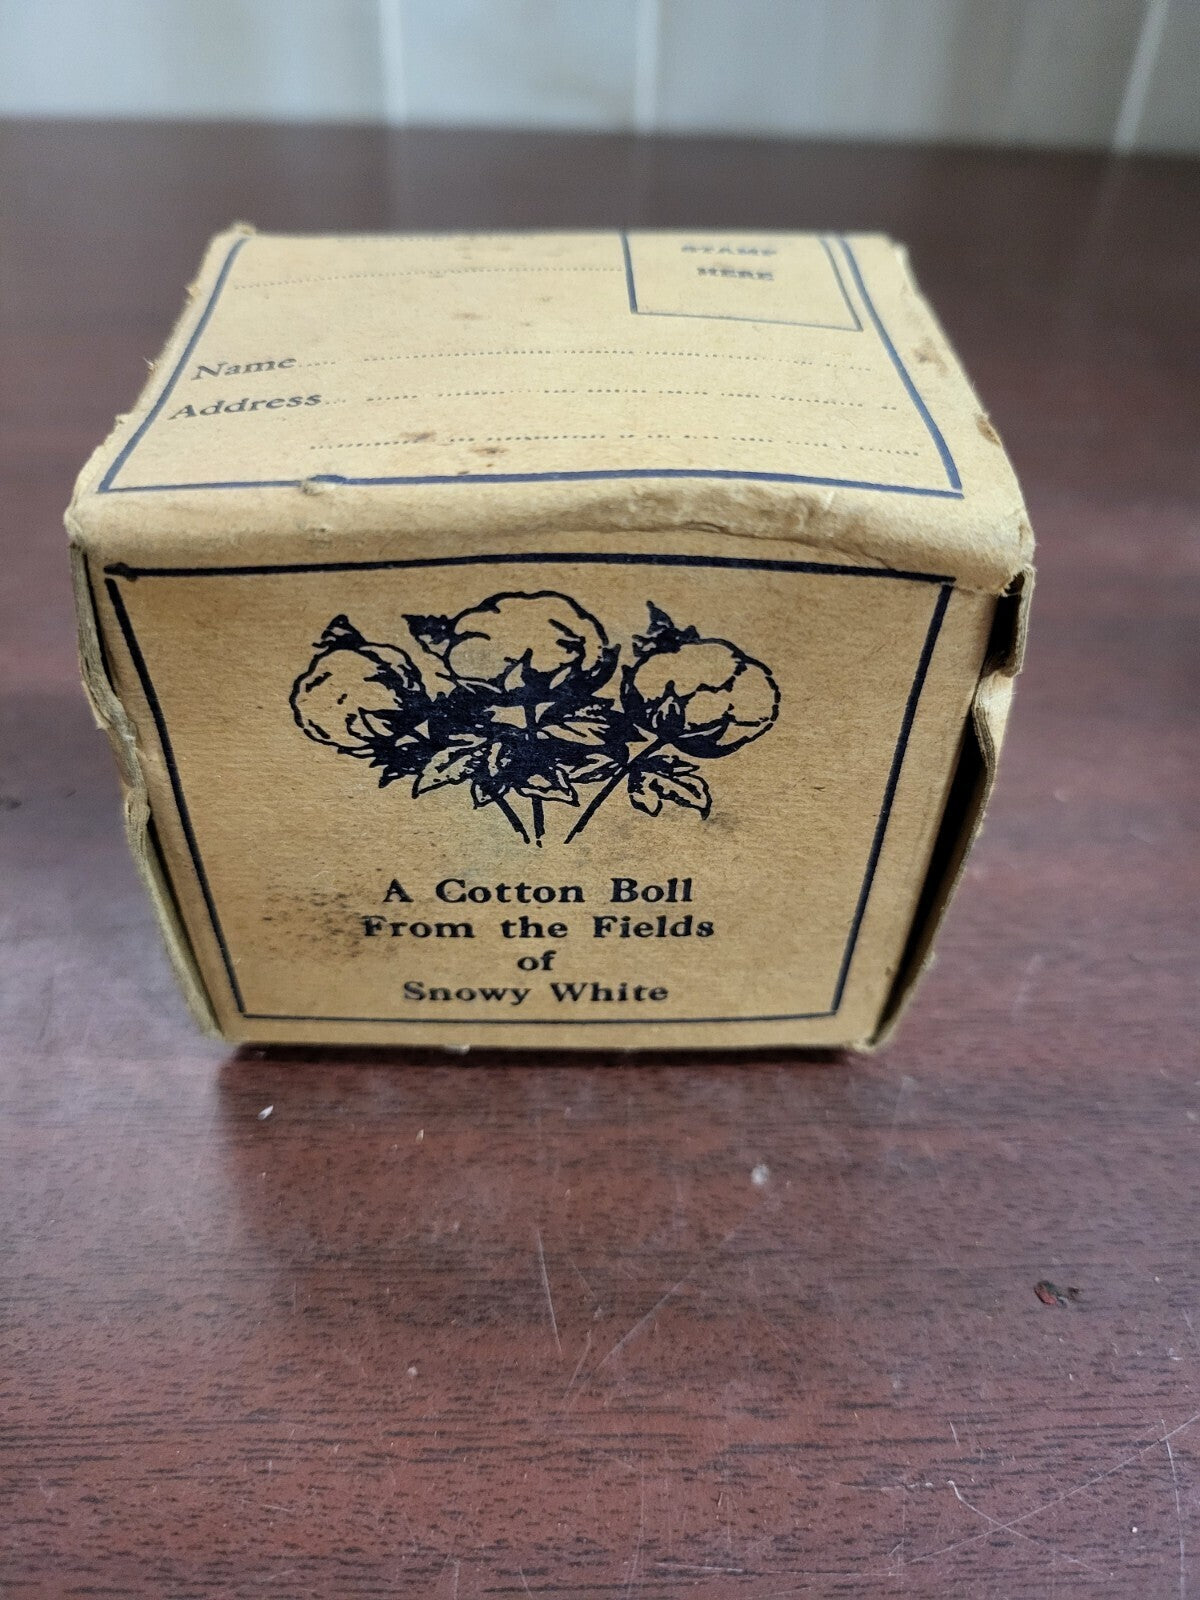 STAMP
HERE
Name
Address
A Cotton Boll
From the Fields
of
Snowy White